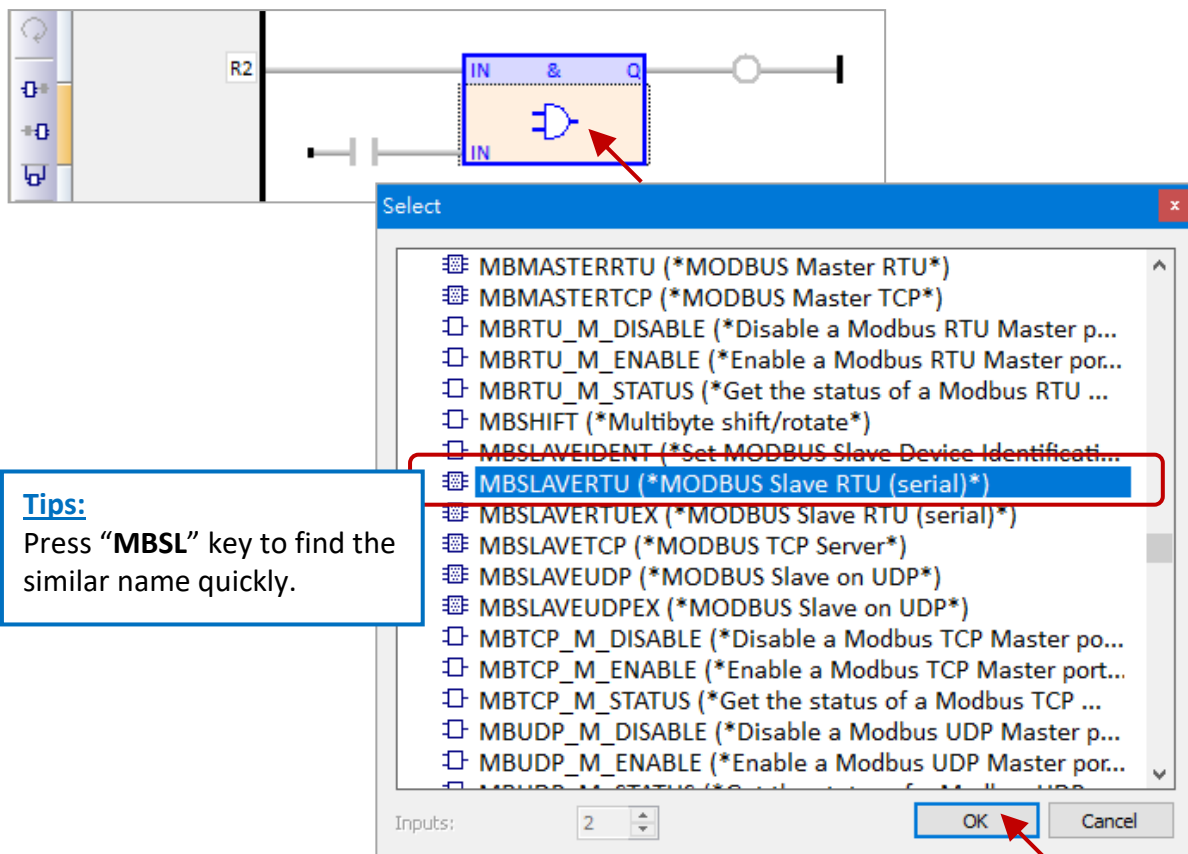 R2
IN & Q
IN
Select
x
MBMASTERRTU (*MODBUS Master RTU*)
MBMASTERTCP (*MODBUS Master TCP*)
MBRTU_M_DISABLE (*Disable a Modbus RTU Master p...
MBRTU_M_ENABLE (*Enable a Modbus RTU Master por...
MBRTU_M_STATUS (*Get the status of a Modbus RTU ...
MBSHIFT (*Multibyte shift/rotate*)
MBSLAVEIDENT (*Set MODBUS Slave Device Identificati...
MBSLAVERTU (*MODBUS Slave RTU (serial)*)
MBSLAVERTUEX (*MODBUS Slave RTU (serial)*)
MBSLAVETCP (*MODBUS TCP Server*)
MBSLAVEUDP (*MODBUS Slave on UDP*)
MBSLAVEUDPEX (*MODBUS Slave on UDP*)
MBTCP_M_DISABLE (*Disable a Modbus TCP Master po...
MBTCP_M_ENABLE (*Enable a Modbus TCP Master port...
MBTCP_M_STATUS (*Get the status of a Modbus TCP ...
MBUDP_M_DISABLE (*Disable a Modbus UDP Master p...
MBUDP_M_ENABLE (*Enable a Modbus UDP Master por...
Tips:
Press “MBSL” key to find the
similar name quickly.
Inputs: 2 OK Cancel